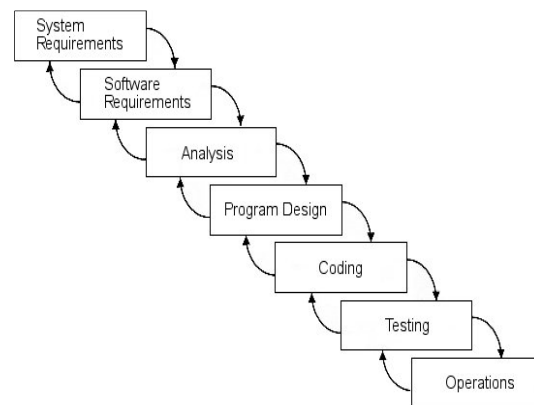 System
Requirements
Software
Requirements
Analysis
Program Design
Coding
Testing
Operations